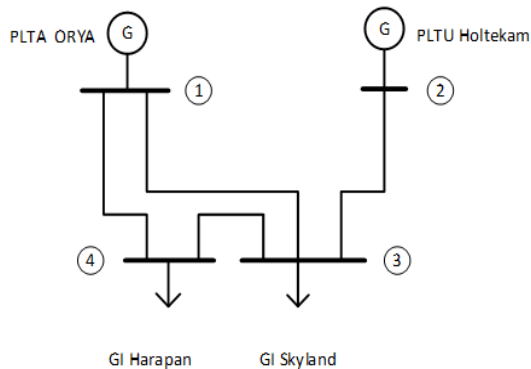 PLTA ORYA
G
G
PLTU Holtekam
1
2
4
3
GI Harapan
GI Skyland